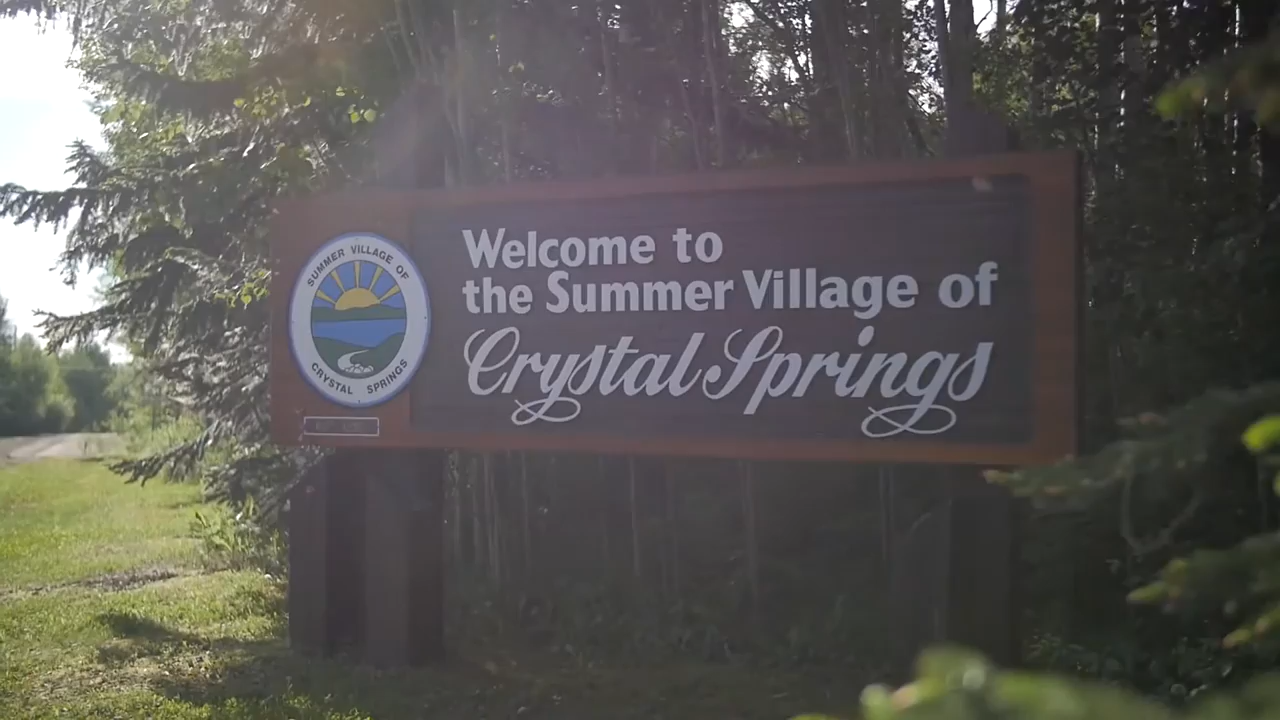 Welcome to
the Summer Village of
Crystal Springs
SUMMER VILLAGE OF
CRYSTAL SPRINGS